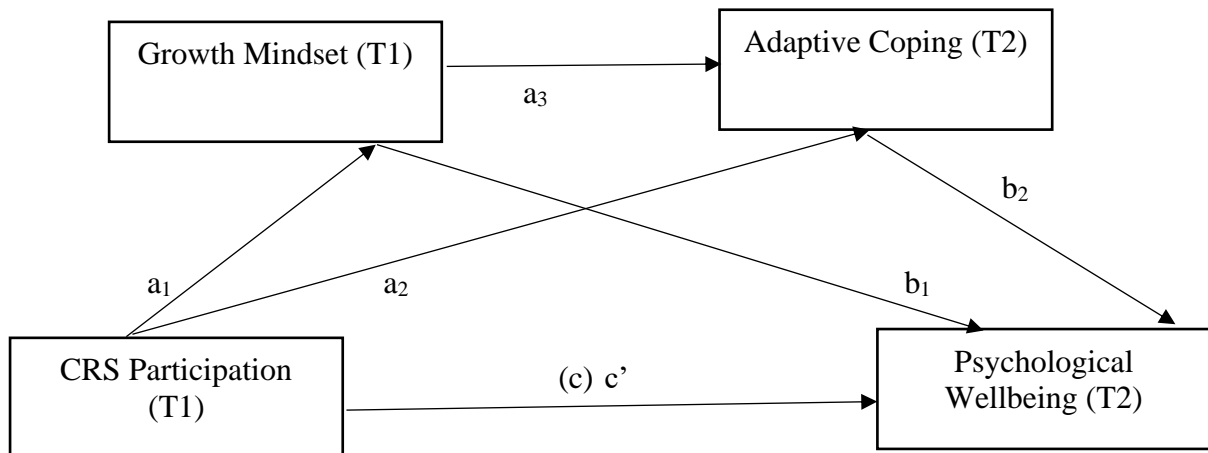 Growth Mindset (T1)
Adaptive Coping (T2)
a₃
b₂
a₁
a₂
b₁
CRS Participation
(T1)
(c) c’
Psychological
Wellbeing (T2)